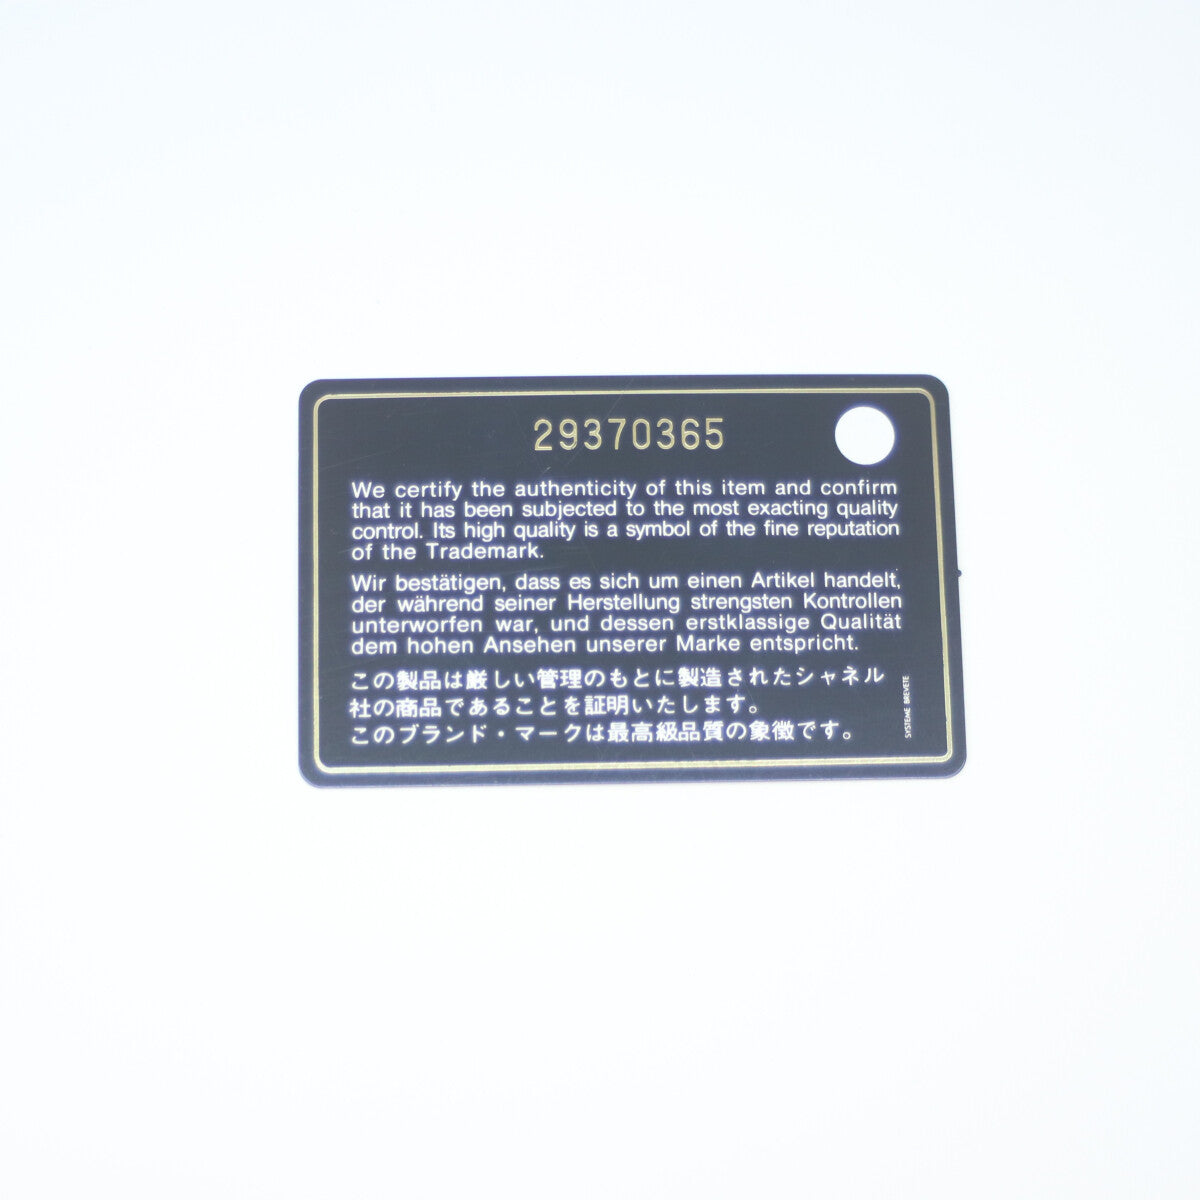 29370365
We certify the authenticity of this item and confirm
that it has been subjected to the most exacting quality
control. Its high quality is a symbol of the fine reputation
of the Trademark.
Wir bestätigen, dass es sich um einen Artikel handelt,
der während seiner Herstellung strengsten Kontrollen
unterworfen war, und dessen erstklassige Qualität
dem hohen Ansehen unserer Marke entspricht.
この製品は厳しい管理のもとに製造されたシャネル
社の商品であることを証明いたします。
このブランド・マークは最高級品質の象徴です。
SYSTEME BREVETE